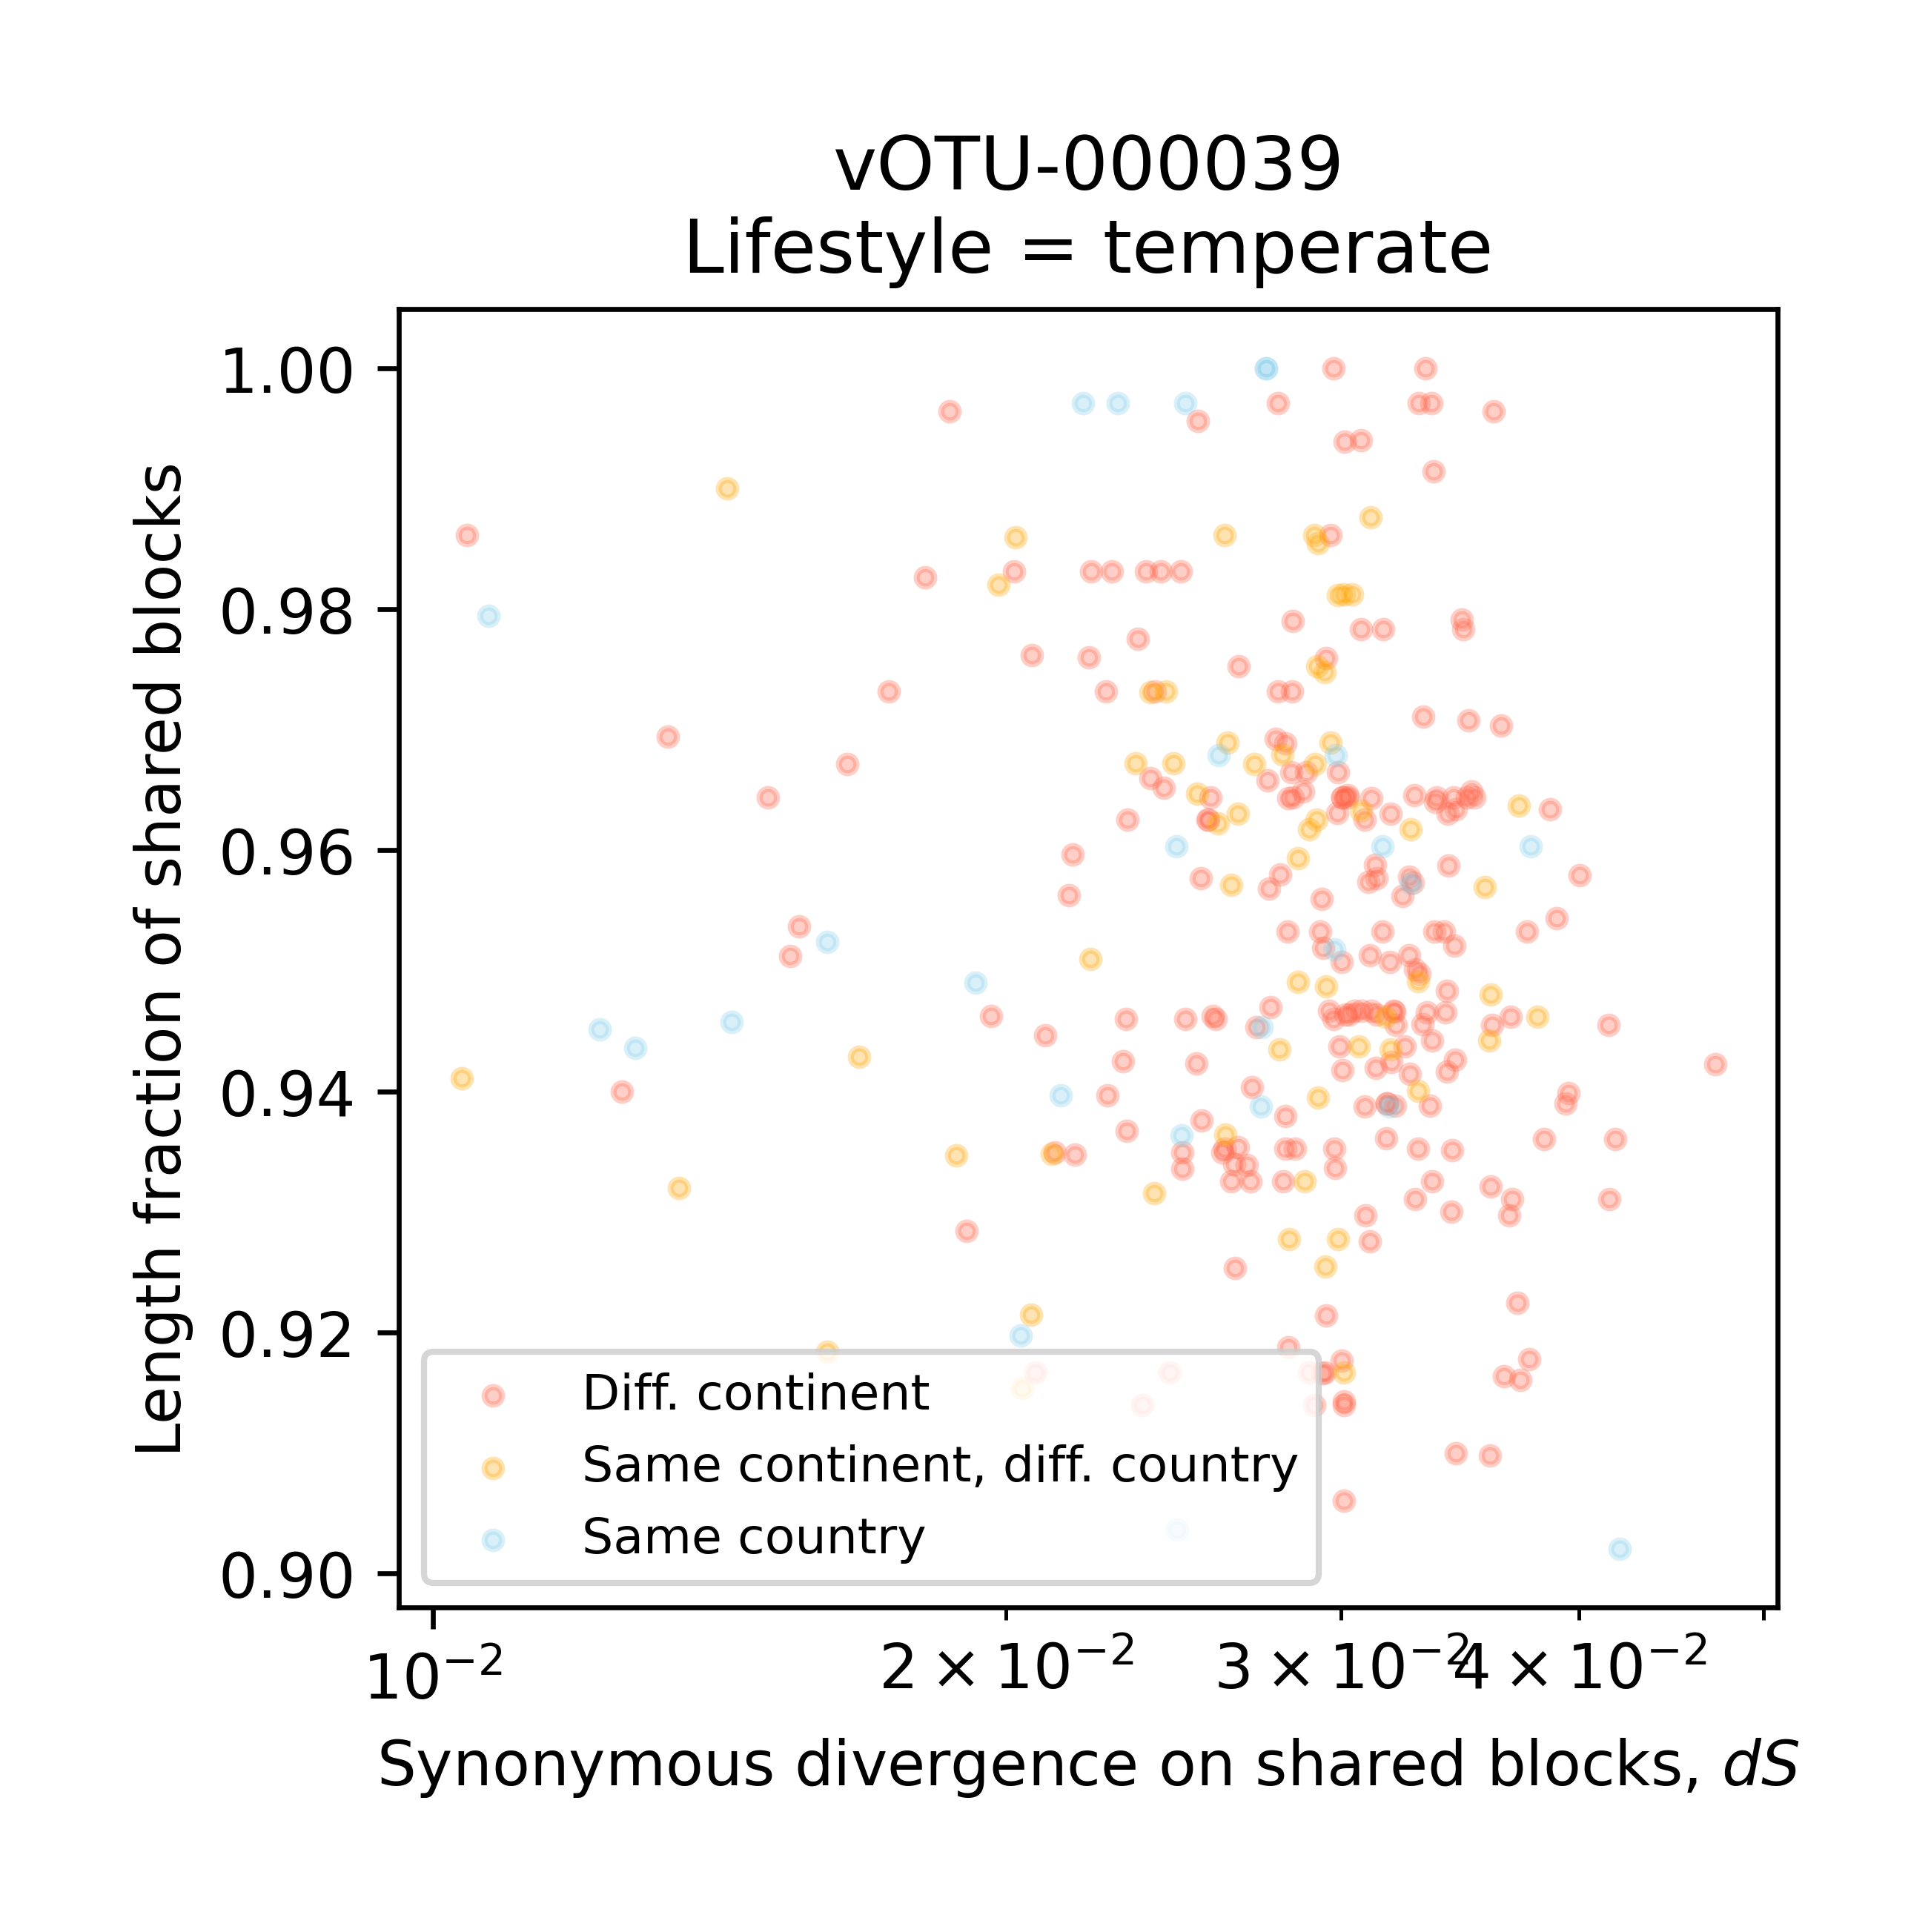 vOTU-000039
Lifestyle = temperate
Length fraction of shared blocks
1.00
0.98
0.96
0.94
0.92
0.90
Diff. continent
Same continent, diff. country
Same country
10⁻²
2 × 10⁻²
3 × 10⁻²
4 × 10⁻²
Synonymous divergence on shared blocks, dS